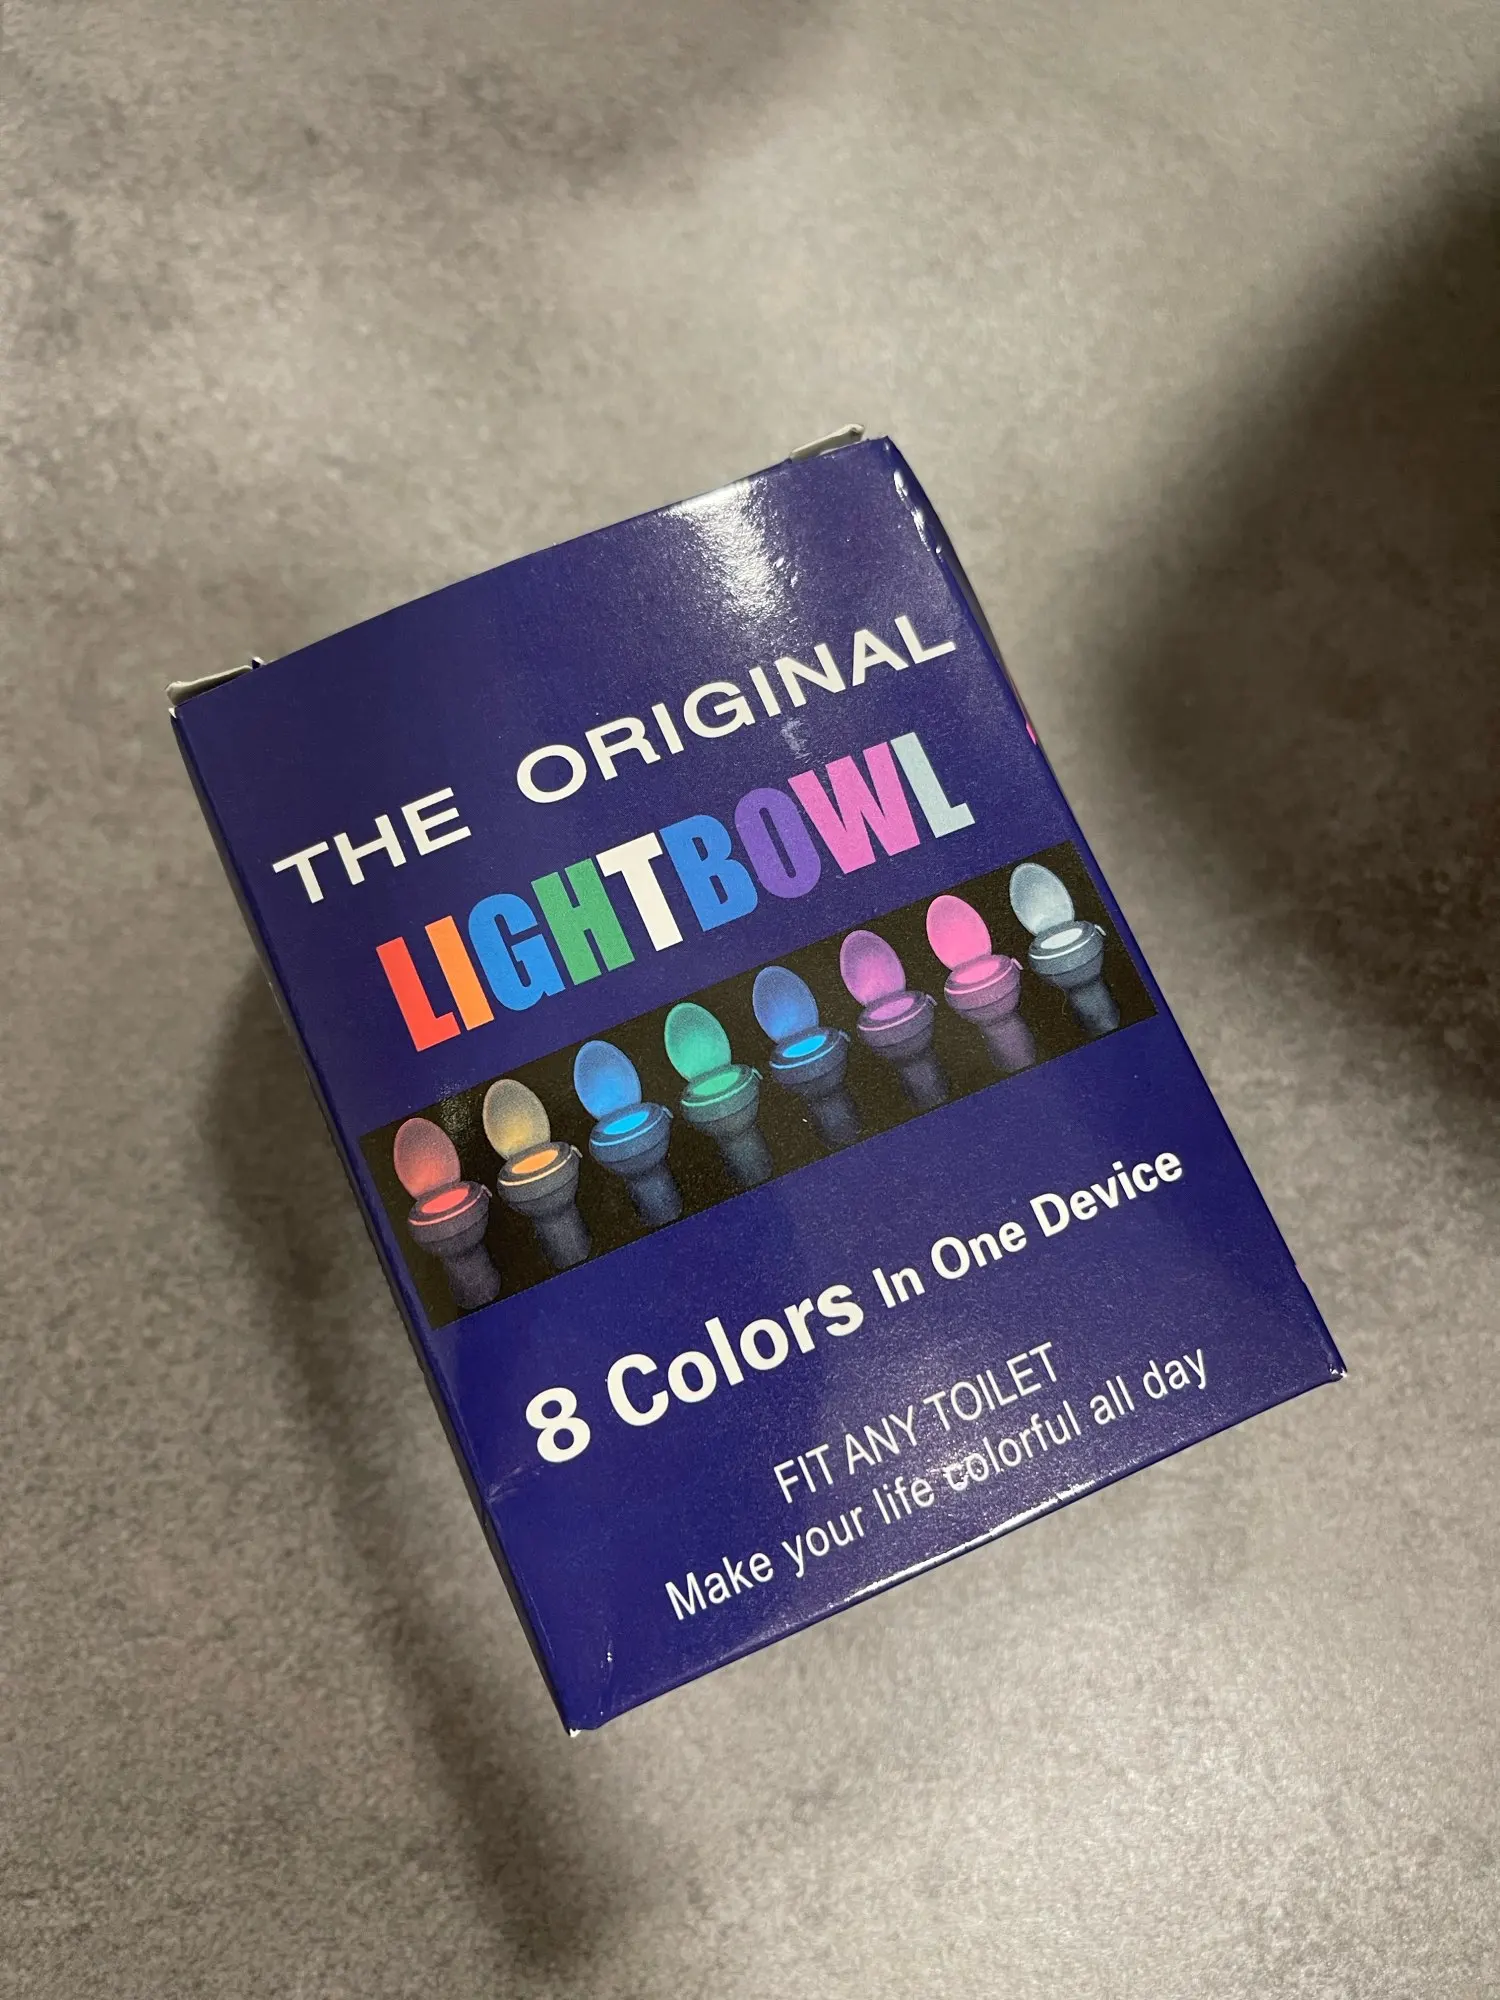 THE ORIGINAL
LIGHTBOWL
8 Colors In One Device
FIT ANY TOILET
Make your life colorful all day